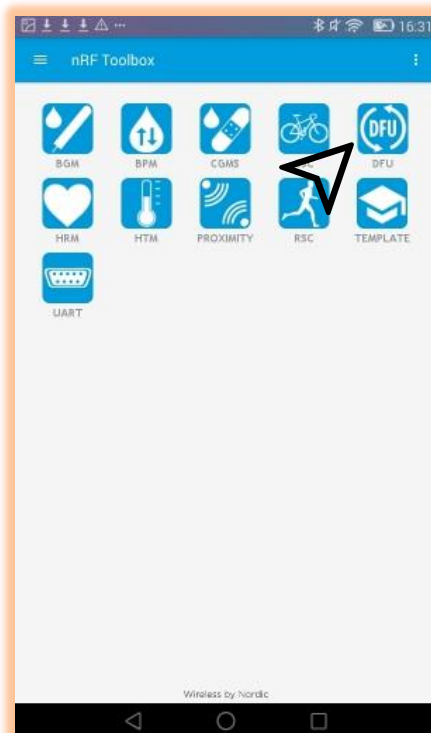 16:31
nRF Toolbox
BGM BPM CGMS DFU
DFU
HRM HTM PROXIMITY RSC TEMPLATE
UART
Wireless by Nordic